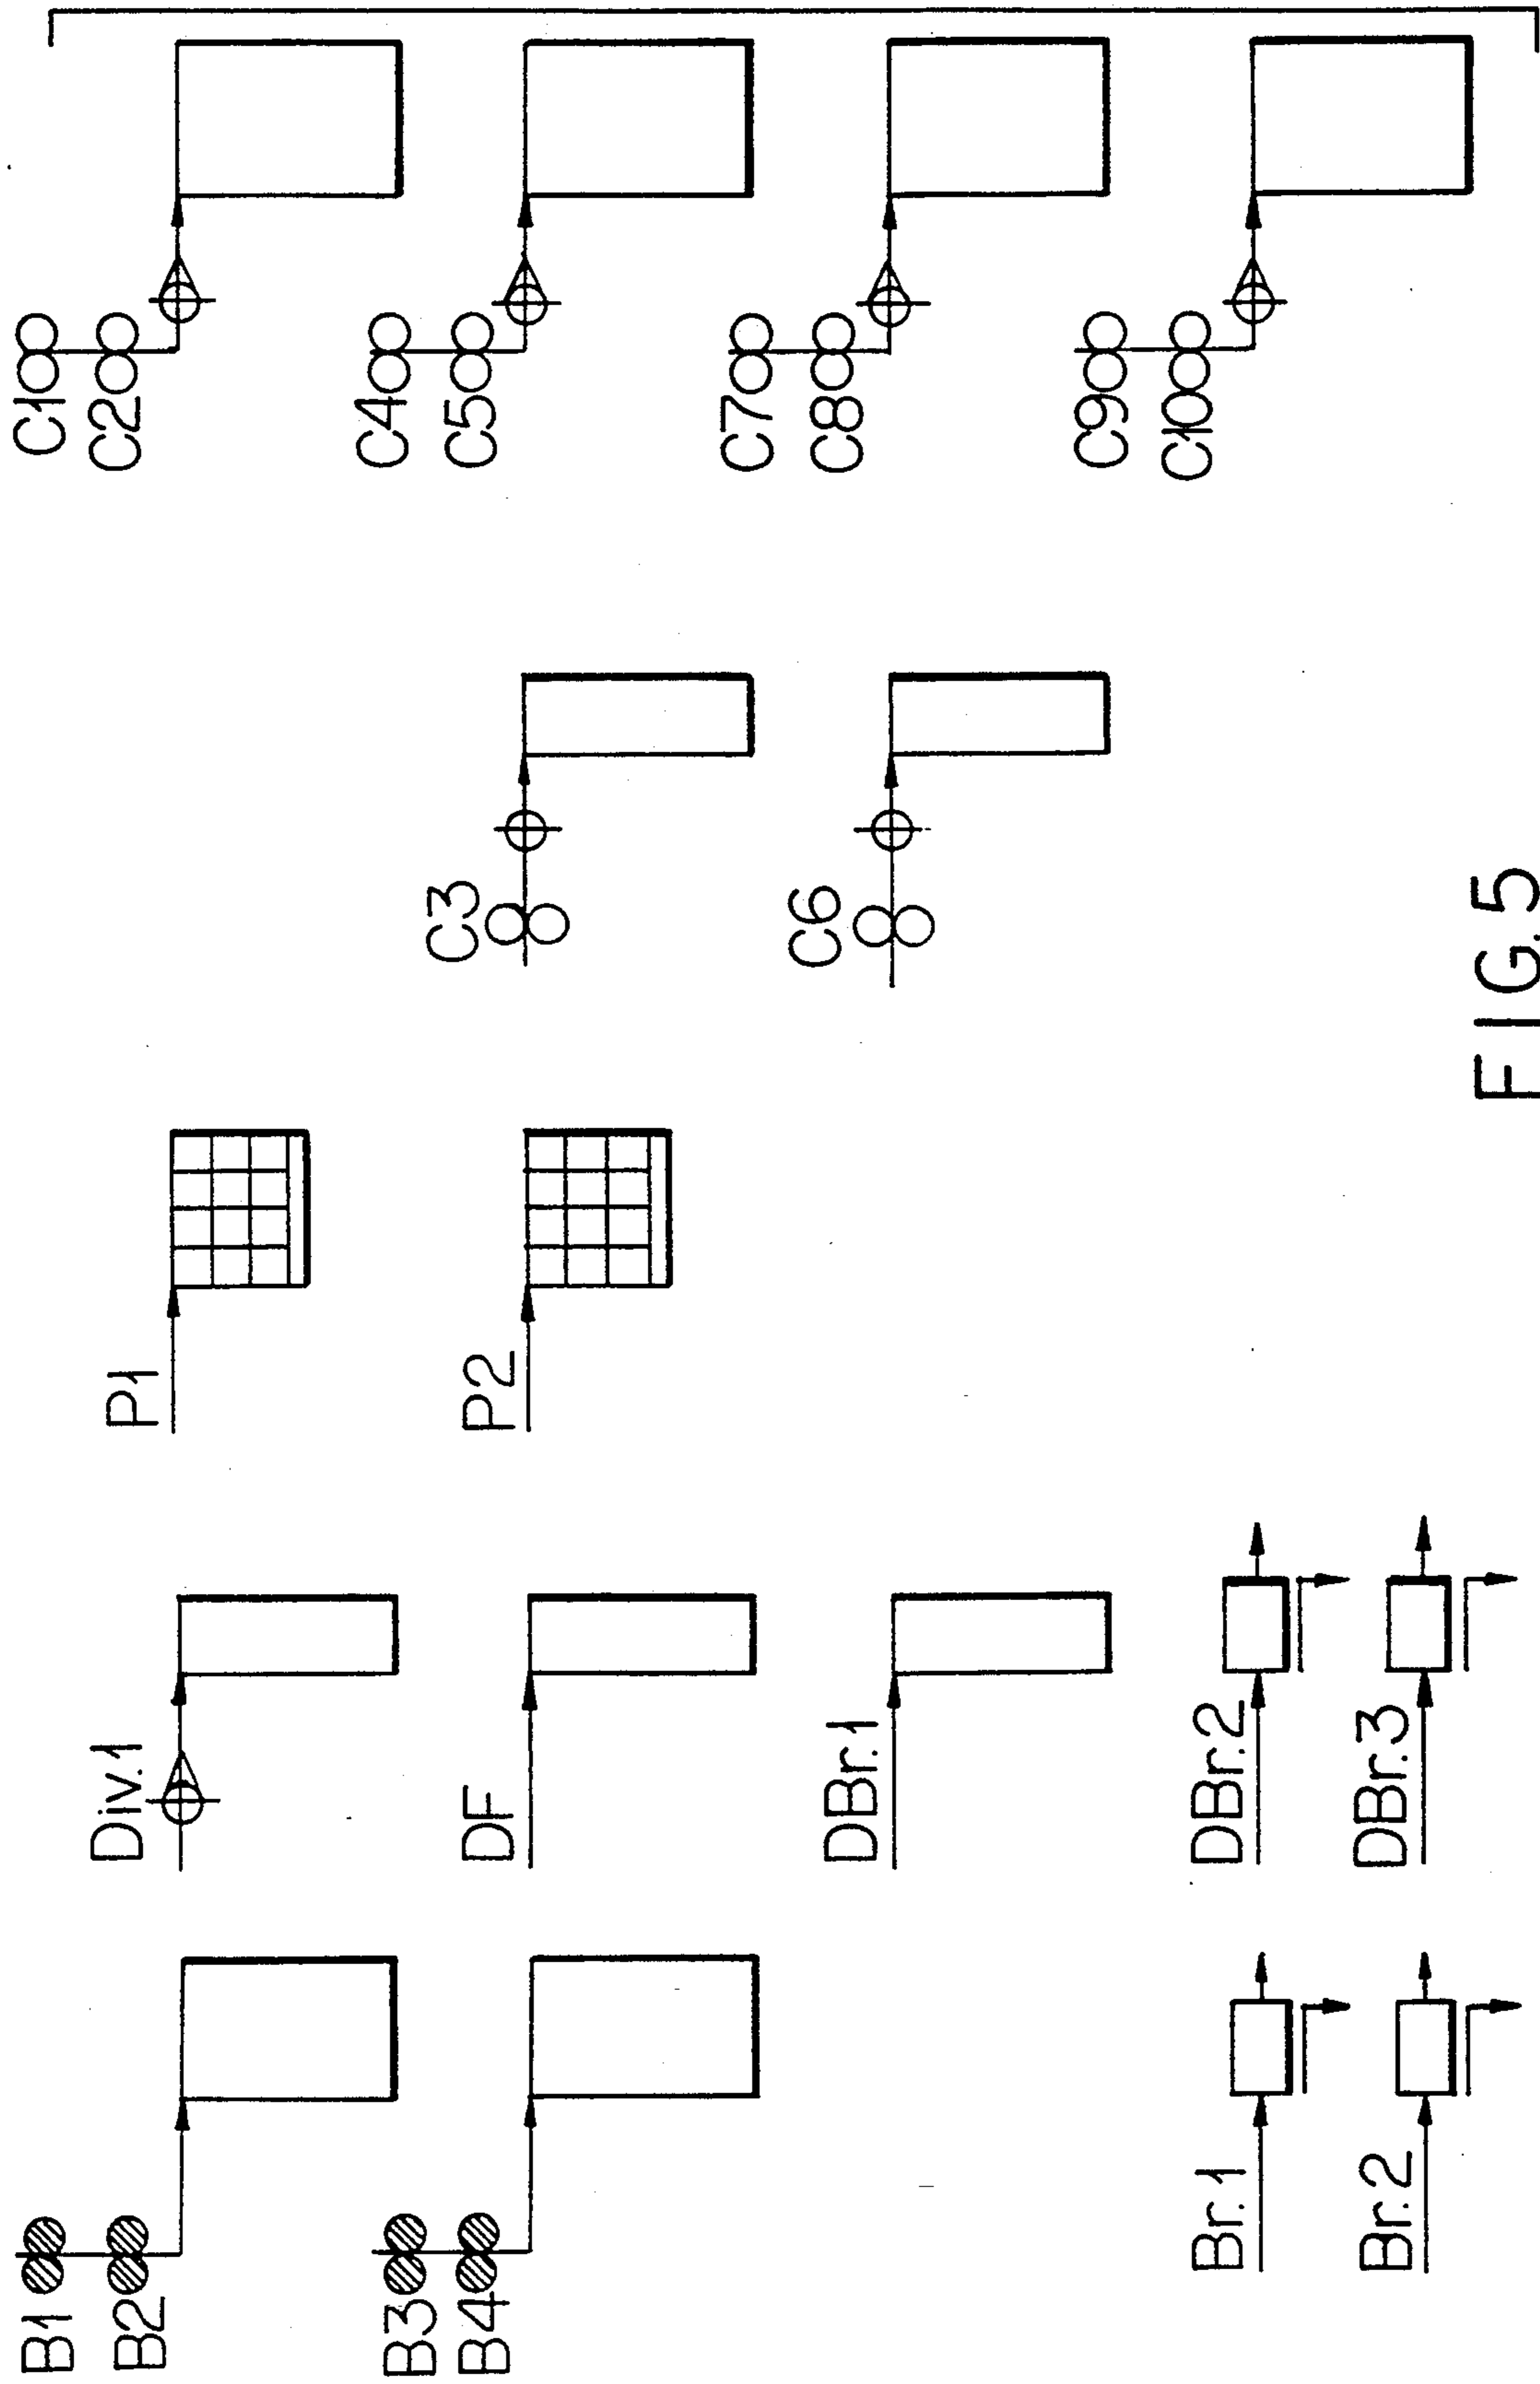 B1
B2
B3
B4
Br.1
Br.2
Div.1
DF
DBr.1
DBr.2
DBr.3
P1
P2
C3
C6
C1
C2
C4
C5
C7
C8
C9
C10
FIG. 5